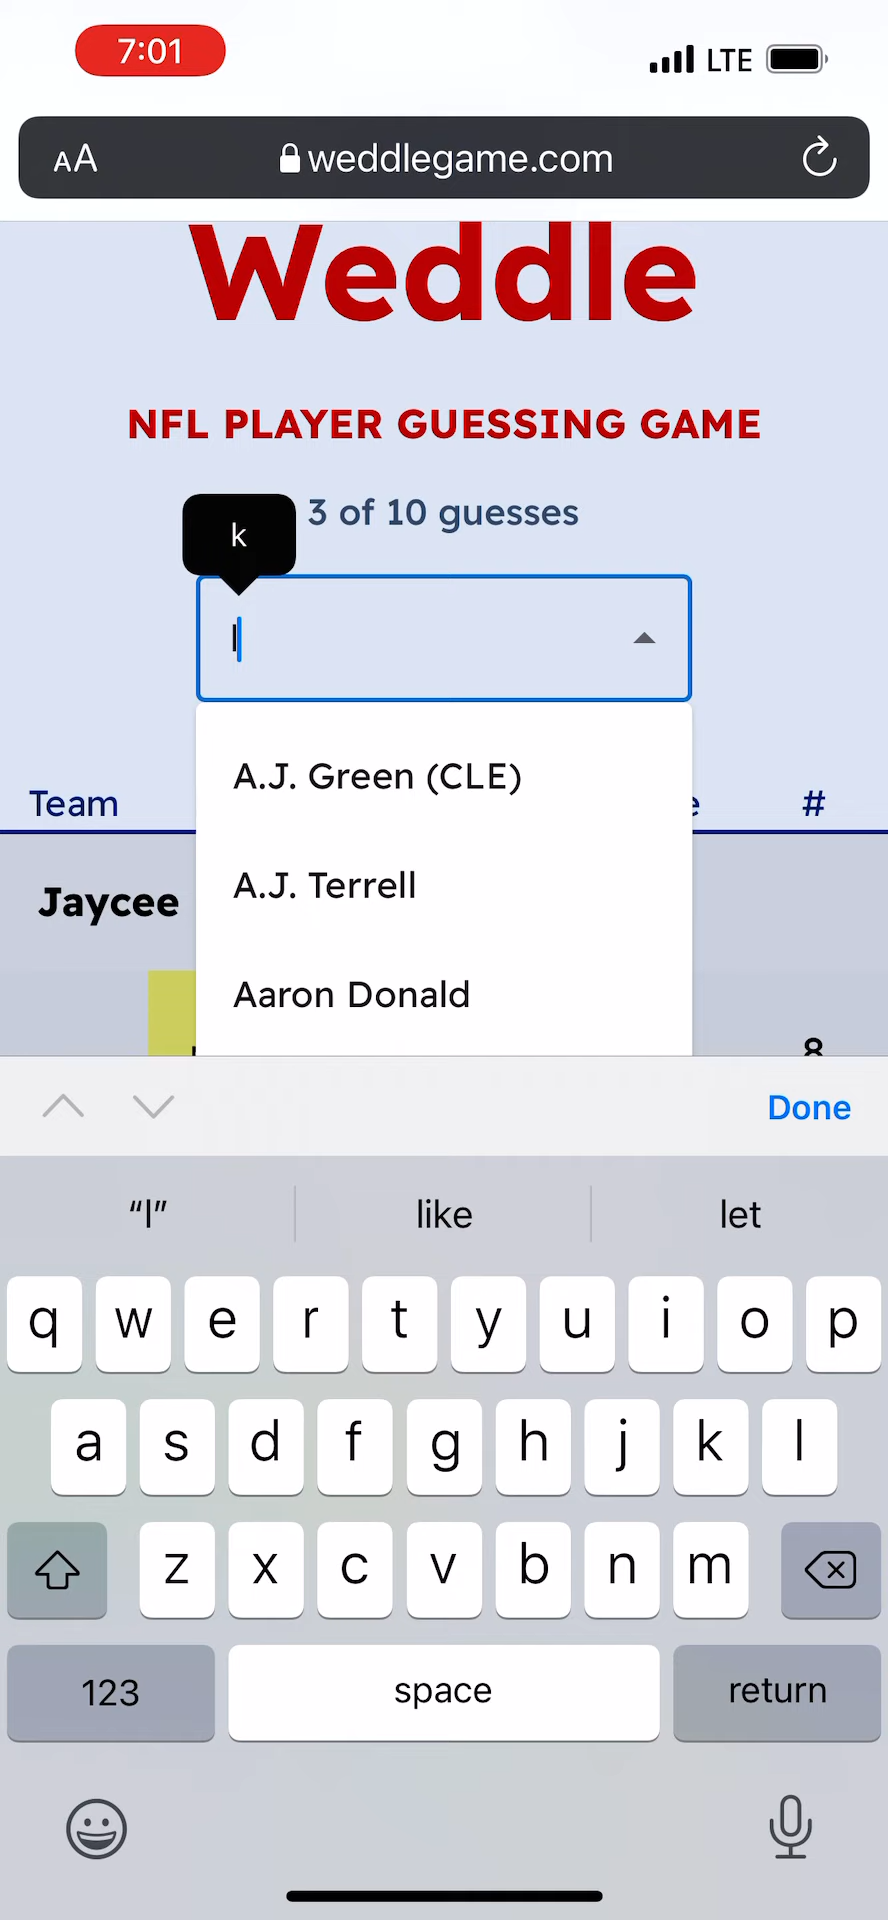 7:01
LTE
AA
weddlegame.com
Weddle
NFL PLAYER GUESSING GAME
3 of 10 guesses
k
l
A.J. Green (CLE)
A.J. Terrell
Aaron Donald
Team
#
Jaycee
8
Done
“l”
like
let
q w e r t y u i o p
a s d f g h j k l
z x c v b n m
123
space
return